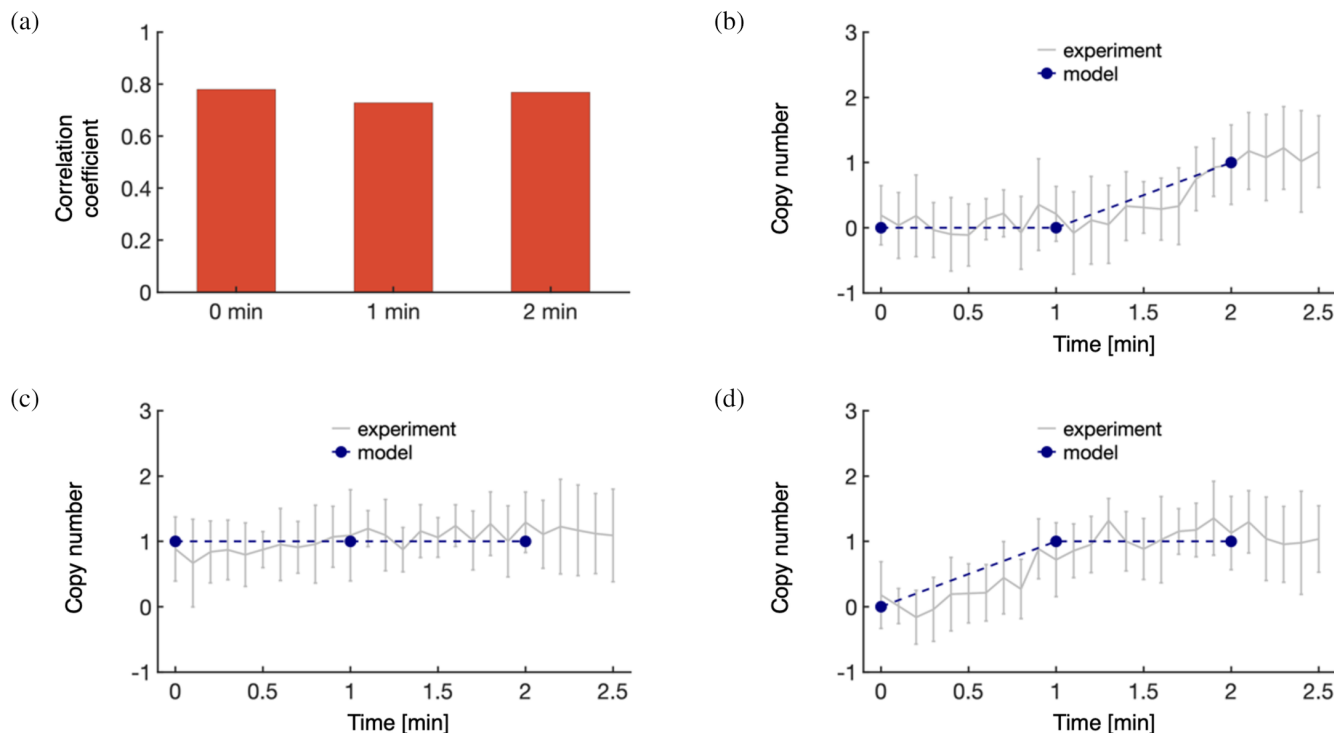 (a)
1
0.8
0.6
0.4
0.2
0
Correlation
coefficient
0 min
1 min
2 min
(b)
3
2
1
0
-1
Copy number
experiment
model
0
0.5
1
1.5
2
2.5
Time [min]
(c)
3
2
1
0
-1
Copy number
experiment
model
0
0.5
1
1.5
2
2.5
Time [min]
(d)
3
2
1
0
-1
Copy number
experiment
model
0
0.5
1
1.5
2
2.5
Time [min]